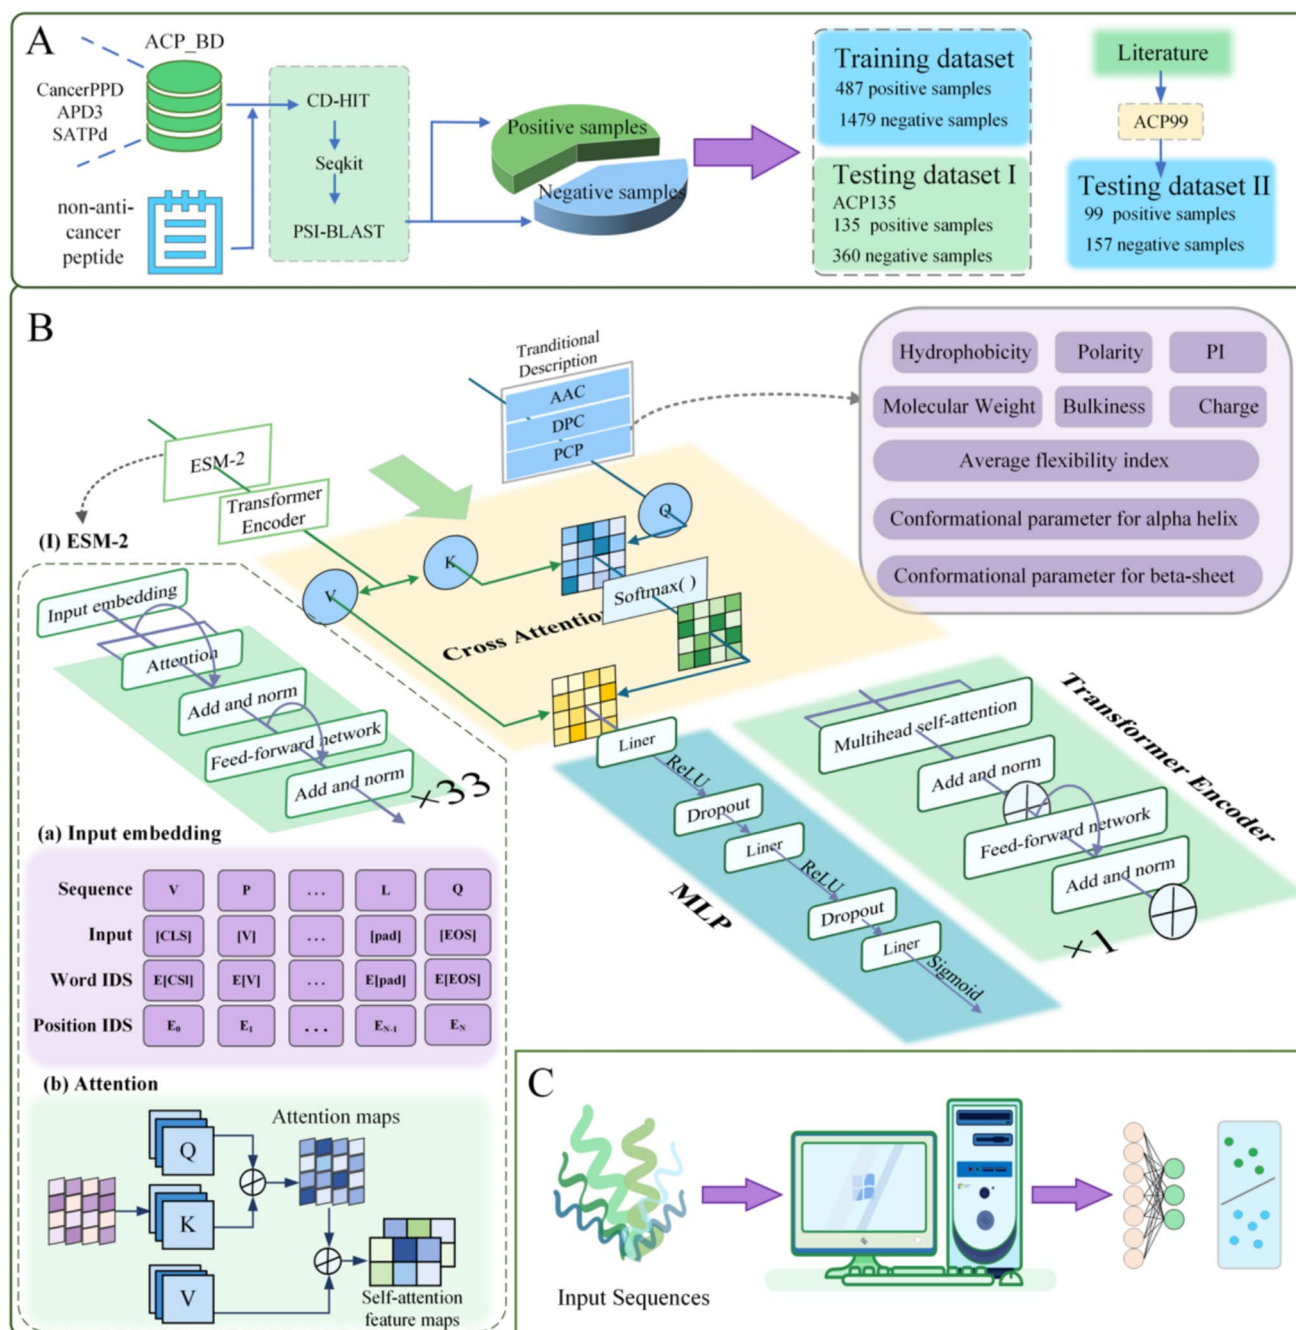 A
ACP_BD
CancerPPD
APD3
SATPd
non-anti-
cancer
peptide
CD-HIT
Seqkit
PSI-BLAST
Positive samples
Negative samples
Training dataset
487 positive samples
1479 negative samples
Testing dataset I
ACP135
135 positive samples
360 negative samples
Literature
ACP99
Testing dataset II
99 positive samples
157 negative samples
B
Tranditional
Description
AAC
DPC
PCP
Hydrophobicity
Polarity
PI
Molecular Weight
Bulkiness
Charge
Average flexibility index
Conformational parameter for alpha helix
Conformational parameter for beta-sheet
ESM-2
Transformer
Encoder
Q
K
V
Softmax( )
Cross Attention
(I) ESM-2
Input embedding
Attention
Add and norm
Feed-forward network
Add and norm
×33
Liner
ReLU
Dropout
Liner
ReLU
Dropout
Liner
Sigmoid
MLP
Transformer Encoder
Multihead self-attention
Add and norm
Feed-forward network
Add and norm
×1
(a) Input embedding
Sequence V P ... L Q
Input [CLS] [V] ... [pad] [EOS]
Word IDS E[CSl] E[V] ... E[pad] E[EOS]
Position IDS E0 E1 ... EN-1 EN
(b) Attention
Attention maps
Q
K
V
Self-attention
feature maps
C
Input Sequences